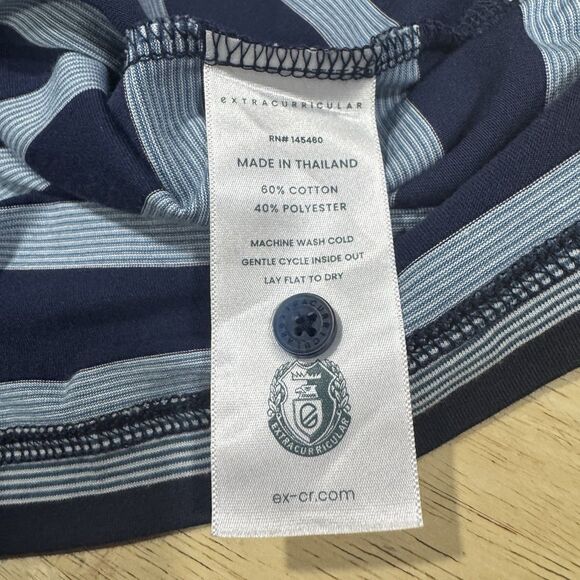 EXTRACURRICULAR
RN# 145460
MADE IN THAILAND
60% COTTON
40% POLYESTER
MACHINE WASH COLD
GENTLE CYCLE INSIDE OUT
LAY FLAT TO DRY
EXTRACURRICULAR
EXTRACURRICULAR
ex-cr.com